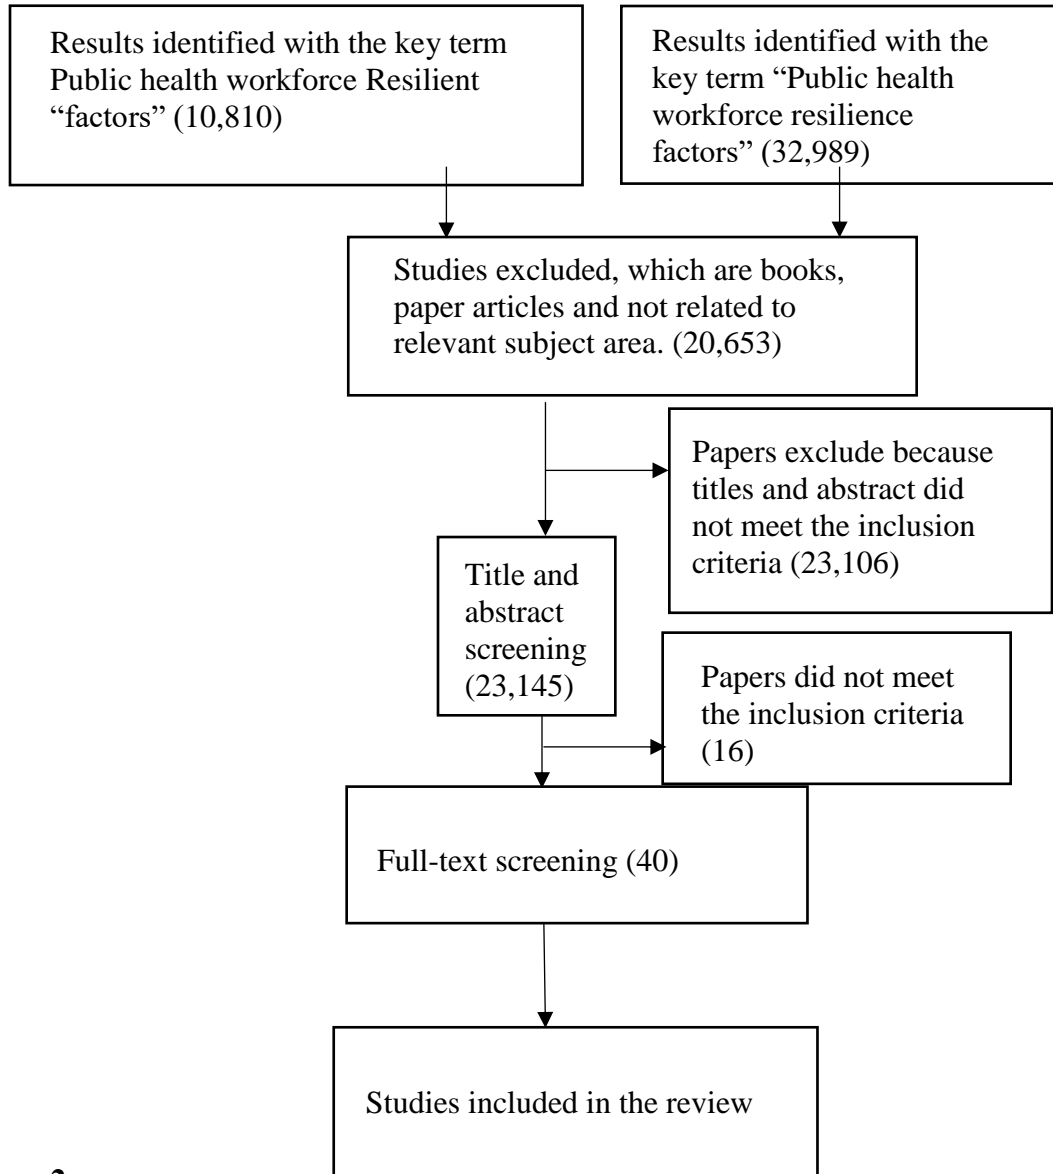 Results identified with the key term
Public health workforce Resilient
“factors” (10,810)
Results identified with the
key term “Public health
workforce resilience
factors” (32,989)
Studies excluded, which are books,
paper articles and not related to
relevant subject area. (20,653)
Papers exclude because
titles and abstract did
not meet the inclusion
criteria (23,106)
Title and
abstract
screening
(23,145)
Papers did not meet
the inclusion criteria
(16)
Full-text screening (40)
Studies included in the review